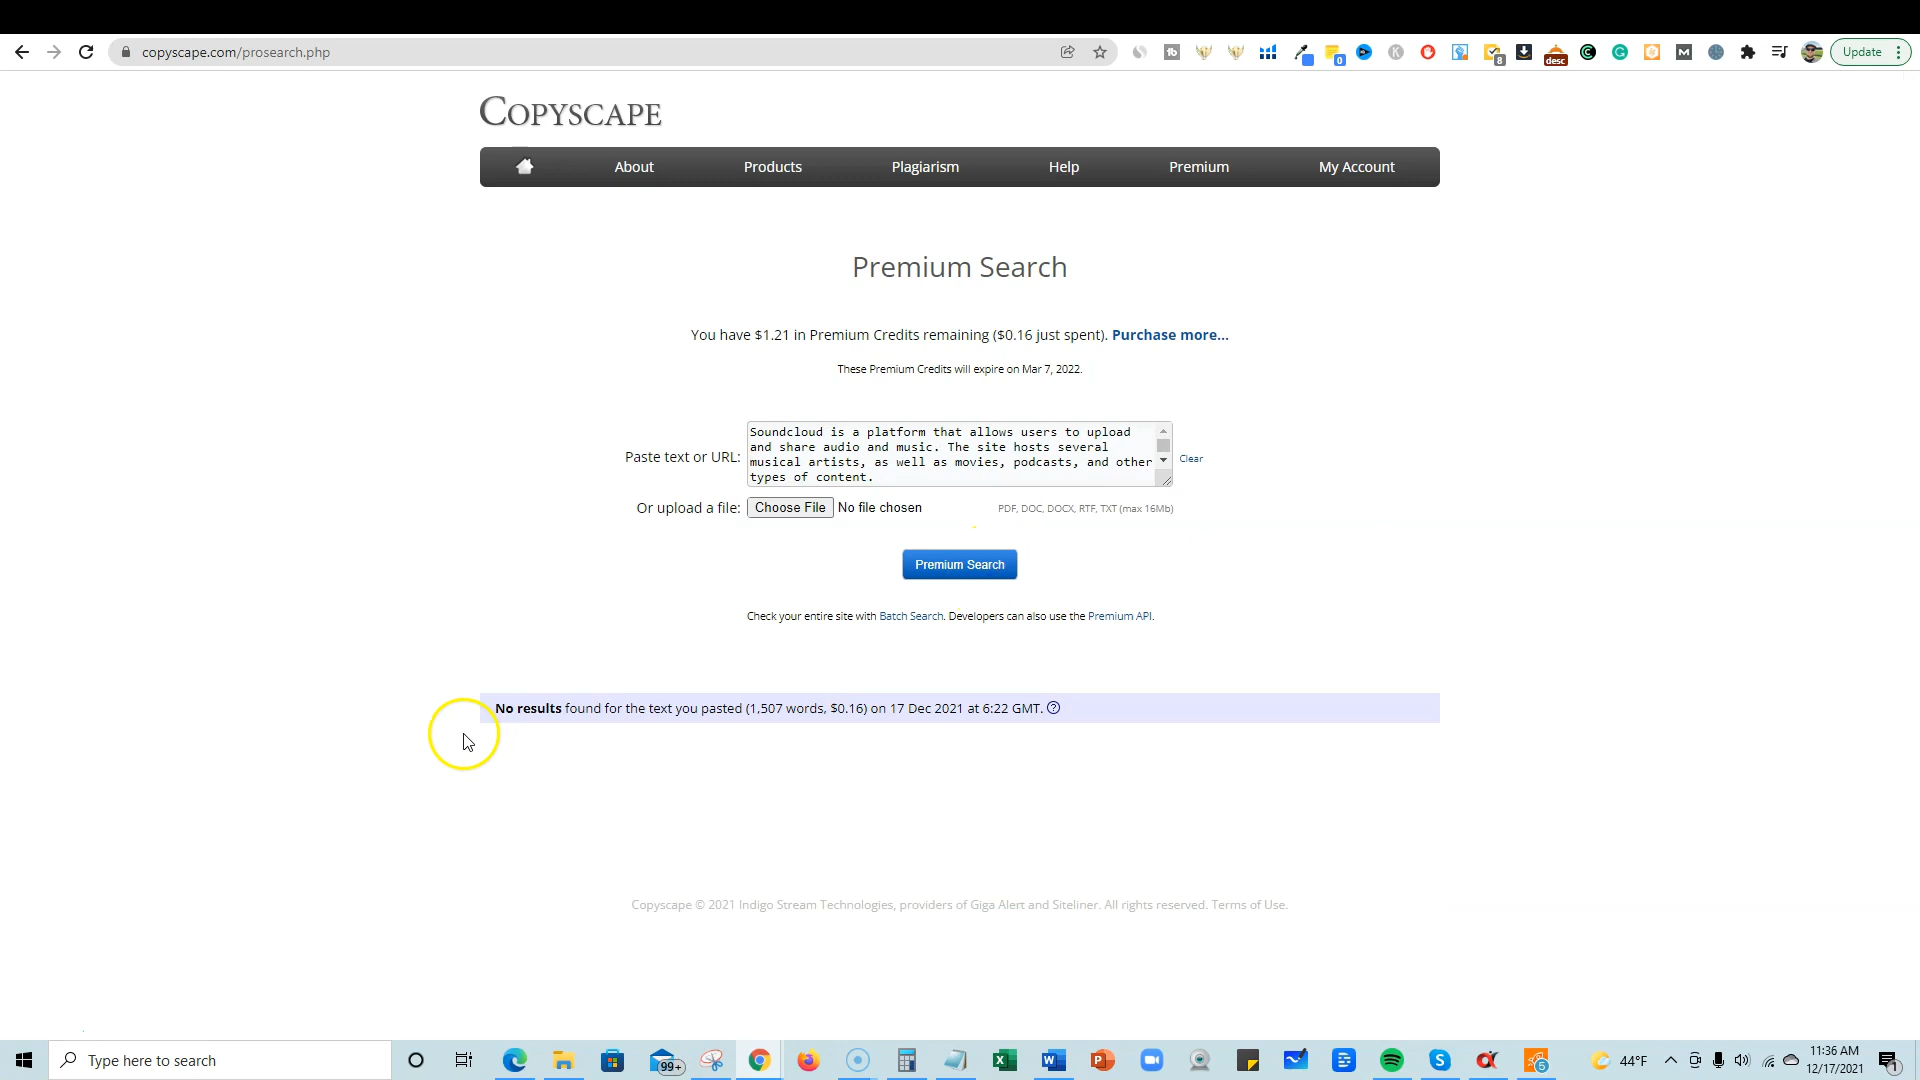 copyscape.com/prosearch.php
Update
0
8
desc
COPYSCAPE
About
Products
Plagiarism
Help
Premium
My Account
Premium Search
You have $1.21 in Premium Credits remaining ($0.16 just spent). Purchase more...
These Premium Credits will expire on Mar 7, 2022.
Paste text or URL:
Soundcloud is a platform that allows users to upload
and share audio and music. The site hosts several
musical artists, as well as movies, podcasts, and other
types of content.
Clear
Or upload a file:
Choose File No file chosen
PDF, DOC, DOCX, RTF, TXT (max 16Mb)
Premium Search
Check your entire site with Batch Search. Developers can also use the Premium API.
No results found for the text you pasted (1,507 words, $0.16) on 17 Dec 2021 at 6:22 GMT.
Copyscape © 2021 Indigo Stream Technologies, providers of Giga Alert and Siteliner. All rights reserved. Terms of Use.
Type here to search
99+
5
44°F
11:36 AM
12/17/2021
1